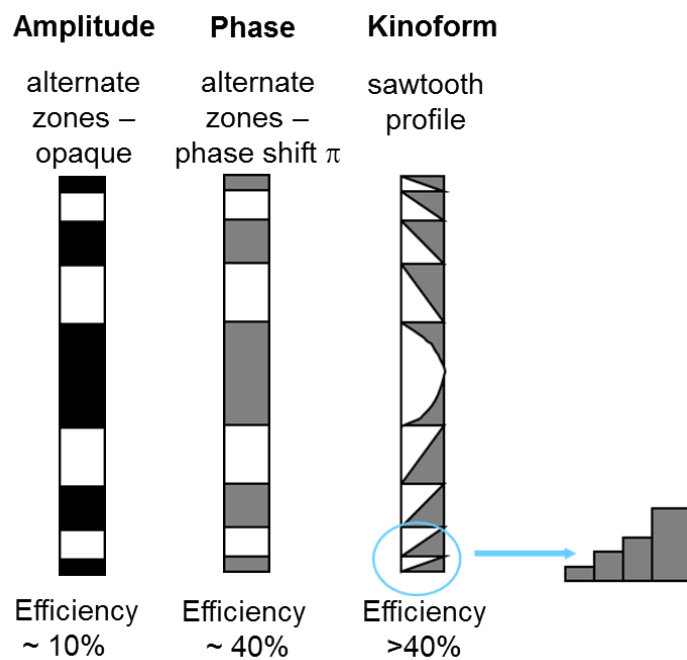 Amplitude
alternate
zones –
opaque
Efficiency
~ 10%
Phase
alternate
zones –
phase shift π
Efficiency
~ 40%
Kinoform
sawtooth
profile
Efficiency
>40%